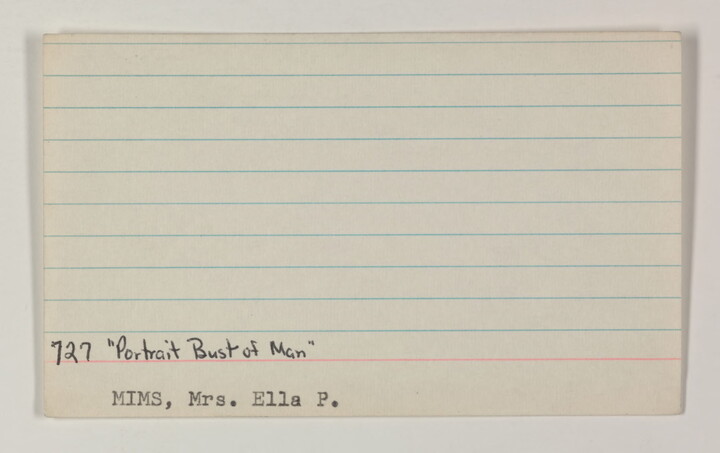 727 "Portrait Bust of Man"
MIMS, Mrs. Ella P.